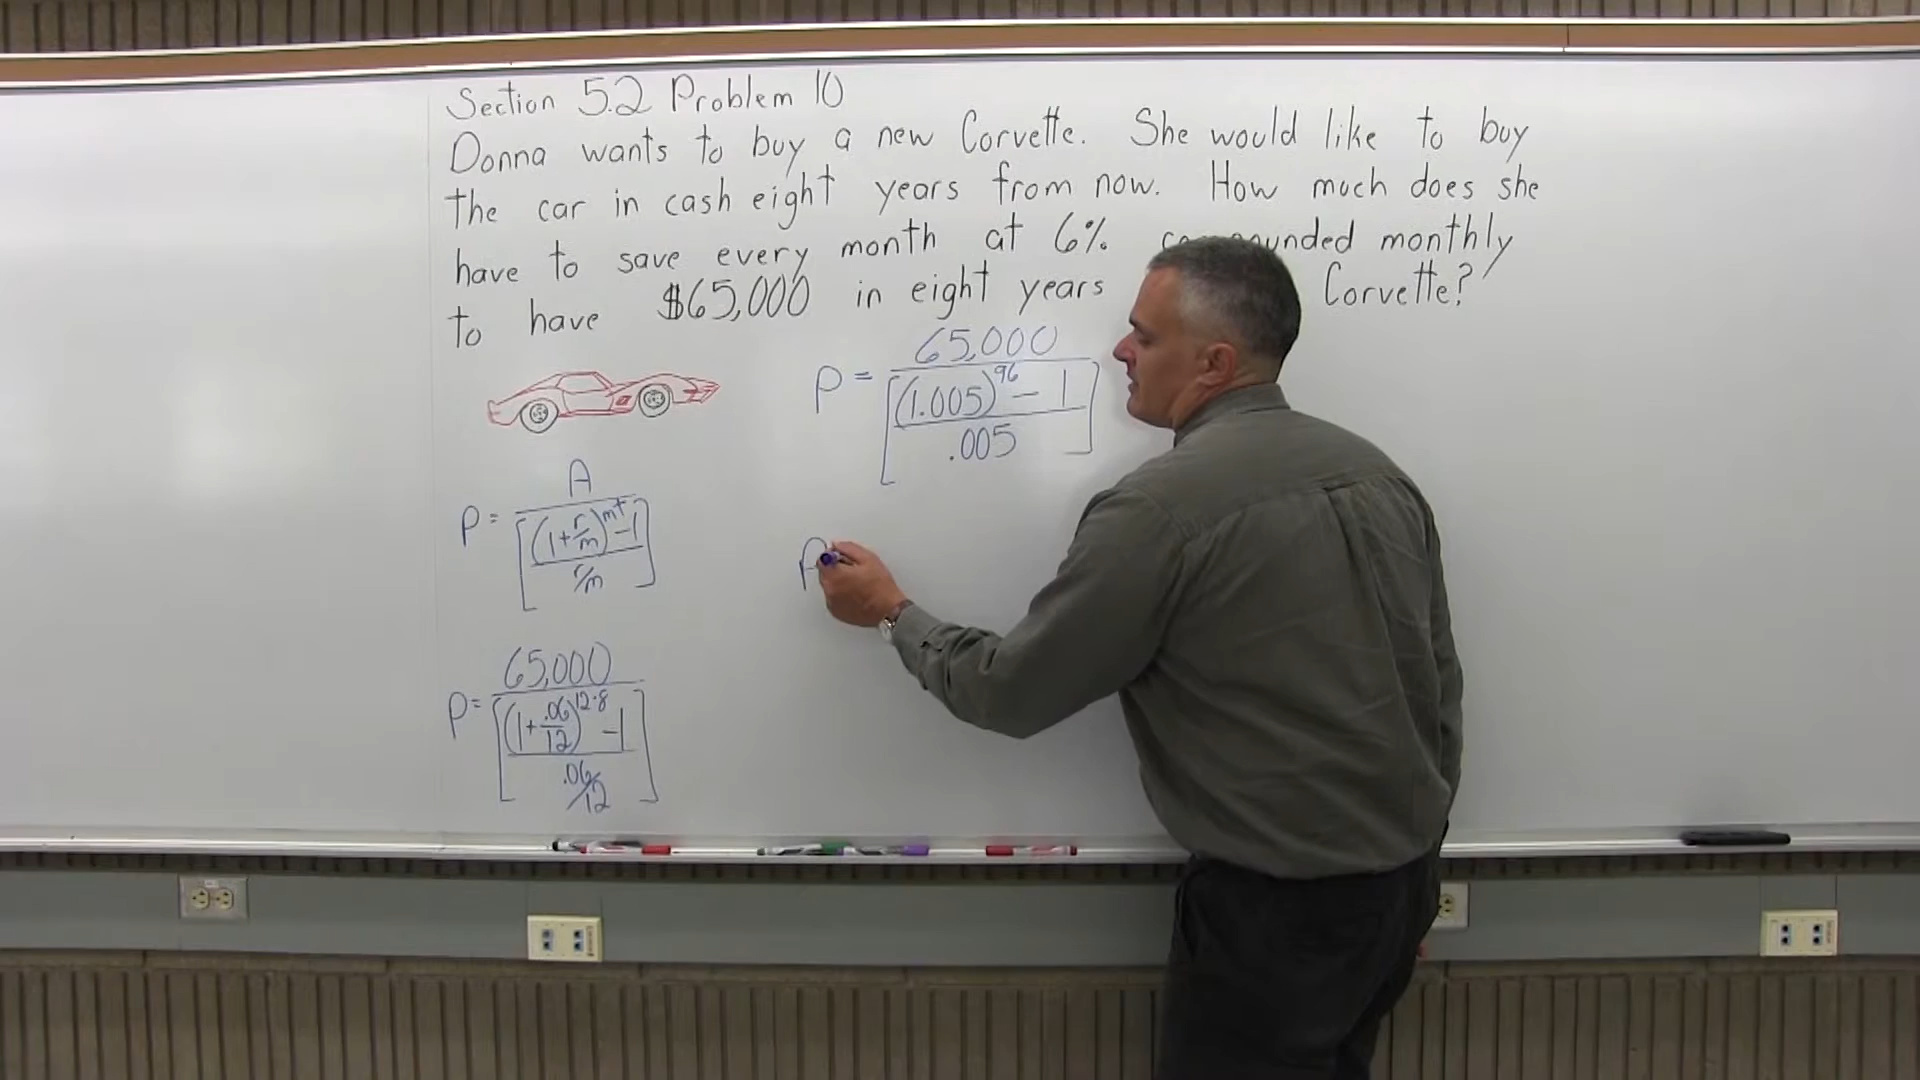 Section 5.2 Problem 10
Donna wants to buy a new Corvette. She would like to buy
the car in cash eight years from now. How much does she
have to save every month at 6% monthly
to have $65,000 in eight years Corvette?
P = A / [((1 + r/m)^mt - 1) / (r/m)]
P = 65,000 / [((1 + .06/12)^12·8 - 1) / (.06/12)]
P = 65,000 / [((1.005)^96 - 1) / .005]